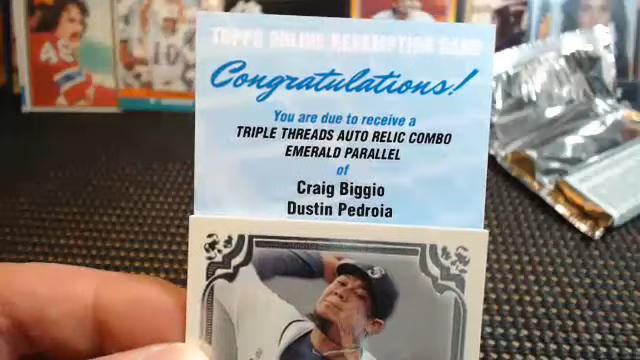 TOPPS ONLINE REDEMPTION CARD
Congratulations!
You are due to receive a
TRIPLE THREADS AUTO RELIC COMBO
EMERALD PARALLEL
of
Craig Biggio
Dustin Pedroia